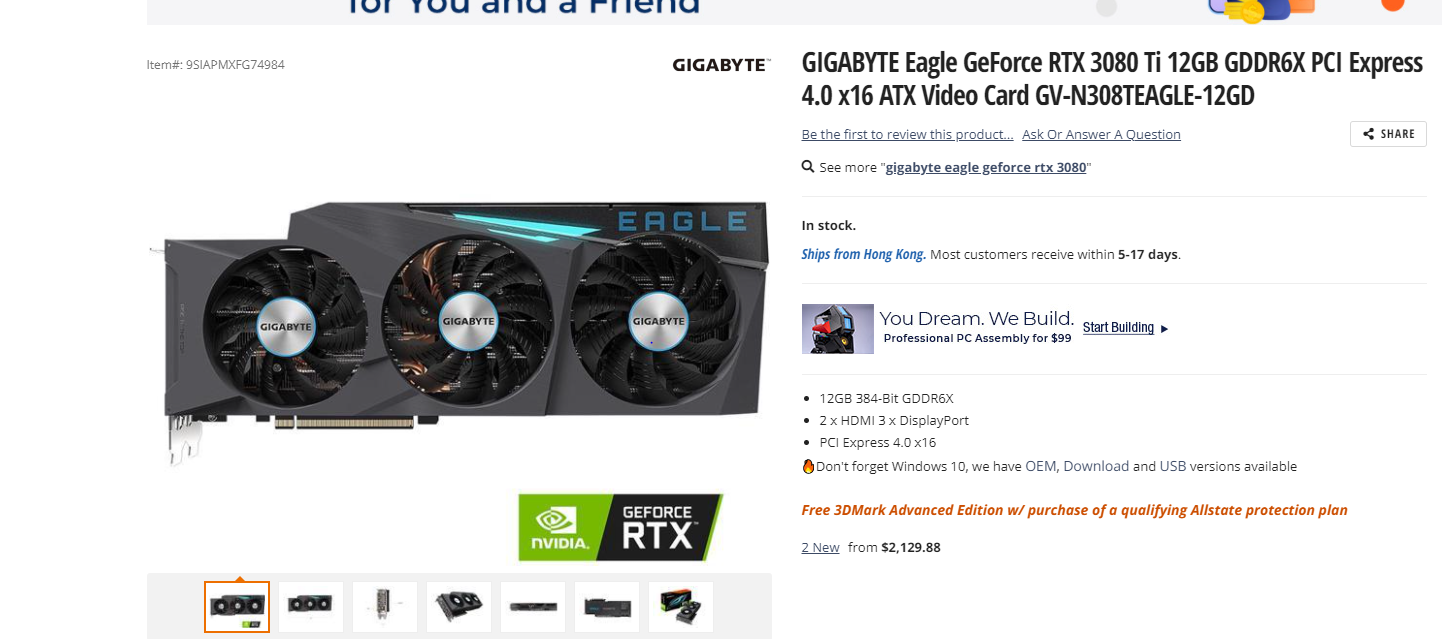 for You and a Friend
Item#: 9SIAPMXFG74984
GIGABYTE™
GIGABYTE Eagle GeForce RTX 3080 Ti 12GB GDDR6X PCI Express
4.0 x16 ATX Video Card GV-N308TEAGLE-12GD
Be the first to review this product... Ask Or Answer A Question
SHARE
See more "gigabyte eagle geforce rtx 3080"
EAGLE
GIGABYTE
GIGABYTE
GIGABYTE
In stock.
Ships from Hong Kong. Most customers receive within 5-17 days.
You Dream. We Build.
Professional PC Assembly for $99
Start Building
12GB 384-Bit GDDR6X
2 x HDMI 3 x DisplayPort
PCI Express 4.0 x16
🔥Don't forget Windows 10, we have OEM, Download and USB versions available
Free 3DMark Advanced Edition w/ purchase of a qualifying Allstate protection plan
2 New from $2,129.88
NVIDIA.
GEFORCE
RTX™